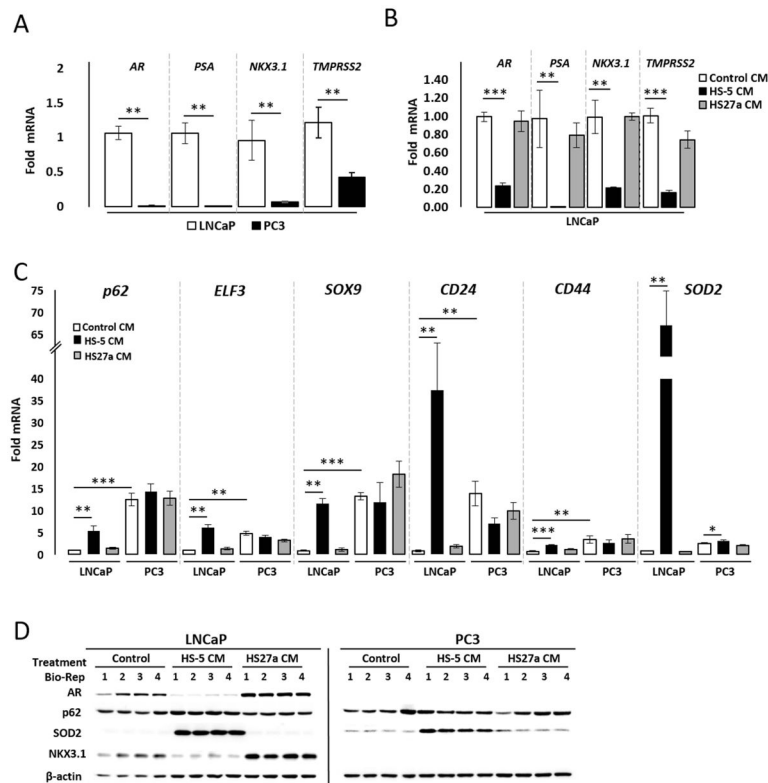 A
AR PSA NKX3.1 TMPRSS2
2
1.5
1
0.5
0
Fold mRNA
** ** ** **
LNCaP PC3
B
AR PSA NKX3.1 TMPRSS2
1.40
1.20
1.00
0.80
0.60
0.40
0.20
0.00
Fold mRNA
*** ** ** ***
Control CM
HS-5 CM
HS27a CM
LNCaP
C
p62 ELF3 SOX9 CD24 CD44 SOD2
75
70
65
40
35
30
25
20
15
10
5
0
Fold mRNA
Control CM
HS-5 CM
HS27a CM
*** ** *** ** ** **
** ** ** ** *** *
LNCaP PC3 LNCaP PC3 LNCaP PC3 LNCaP PC3 LNCaP PC3 LNCaP PC3
D
LNCaP PC3
Treatment Control HS-5 CM HS27a CM Control HS-5 CM HS27a CM
Bio-Rep 1 2 3 4 1 2 3 4 1 2 3 4 1 2 3 4 1 2 3 4 1 2 3 4
AR
p62
SOD2
NKX3.1
β-actin